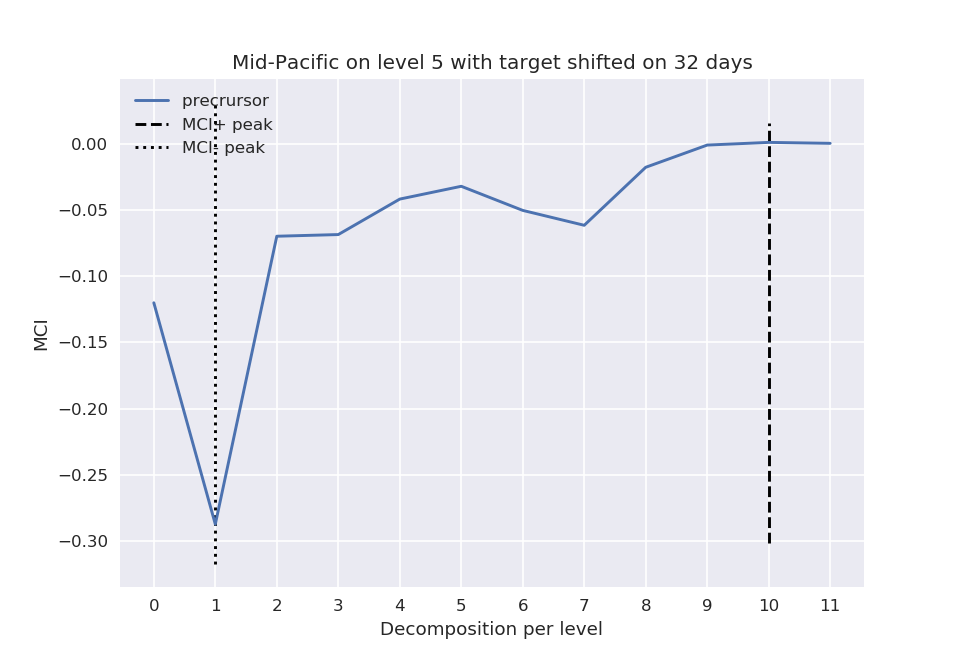 Mid-Pacific on level 5 with target shifted on 32 days
precrursor
MCI+ peak
MCI- peak
0.00
−0.05
−0.10
−0.15
−0.20
−0.25
−0.30
MCI
0 1 2 3 4 5 6 7 8 9 10 11
Decomposition per level